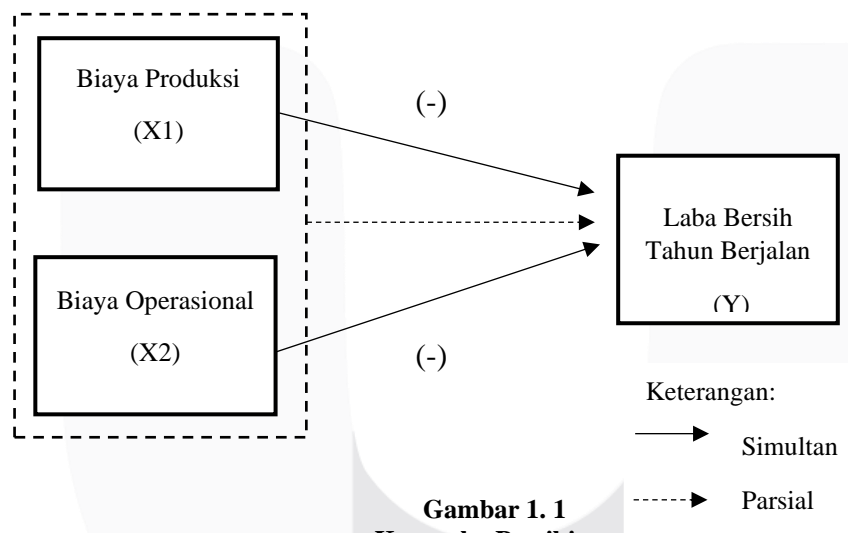 Biaya Produksi
(X1)
(-)
Laba Bersih
Tahun Berjalan
(Y)
Biaya Operasional
(X2)
(-)
Keterangan:
Simultan
Parsial
Gambar 1. 1